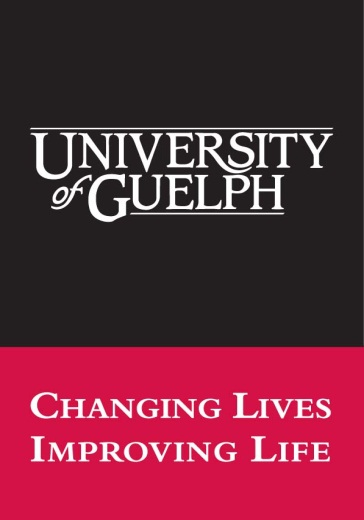 UNIVERSITY
of GUELPH
CHANGING LIVES
IMPROVING LIFE